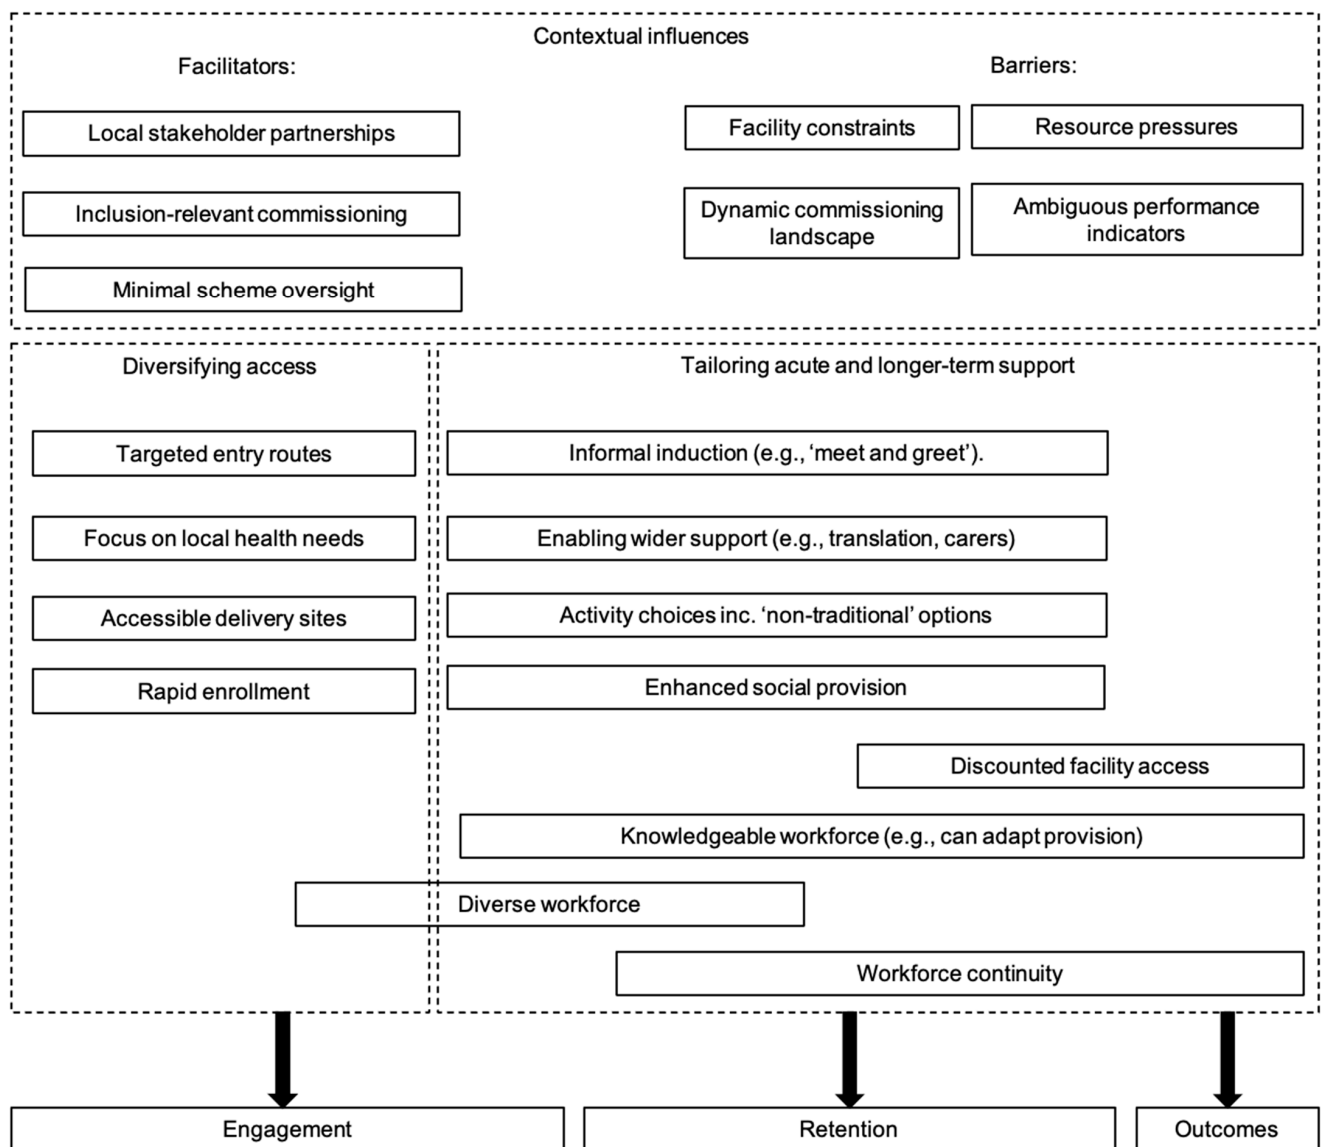 Contextual influences
Facilitators:
Barriers:
Local stakeholder partnerships
Facility constraints
Resource pressures
Inclusion-relevant commissioning
Dynamic commissioning
landscape
Ambiguous performance
indicators
Minimal scheme oversight
Diversifying access
Tailoring acute and longer-term support
Targeted entry routes
Informal induction (e.g., ‘meet and greet’).
Focus on local health needs
Enabling wider support (e.g., translation, carers)
Accessible delivery sites
Activity choices inc. ‘non-traditional’ options
Rapid enrollment
Enhanced social provision
Discounted facility access
Knowledgeable workforce (e.g., can adapt provision)
Diverse workforce
Workforce continuity
Engagement
Retention
Outcomes